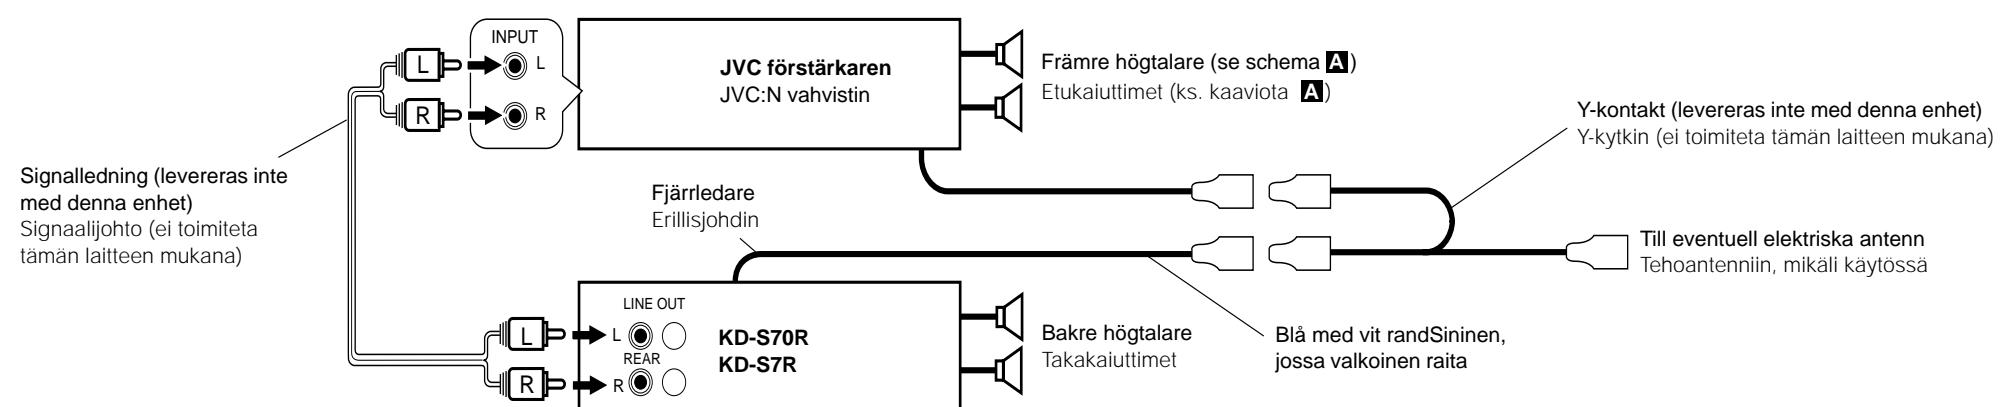 INPUT
L
L
R
R
JVC förstärkaren
JVC:N vahvistin
Främre högtalare (se schema A)
Etukaiuttimet (ks. kaaviota A)
Y-kontakt (levereras inte med denna enhet)
Y-kytkin (ei toimiteta tämän laitteen mukana)
Signalledning (levereras inte
med denna enhet)
Signaalijohto (ei toimiteta
tämän laitteen mukana)
Fjärrledare
Erillisjohdin
Till eventuell elektriska antenn
Tehoantenniin, mikäli käytössä
LINE OUT
L
L
REAR
R
R
KD-S70R
KD-S7R
Bakre högtalare
Takakaiuttimet
Blå med vit randSininen,
jossa valkoinen raita